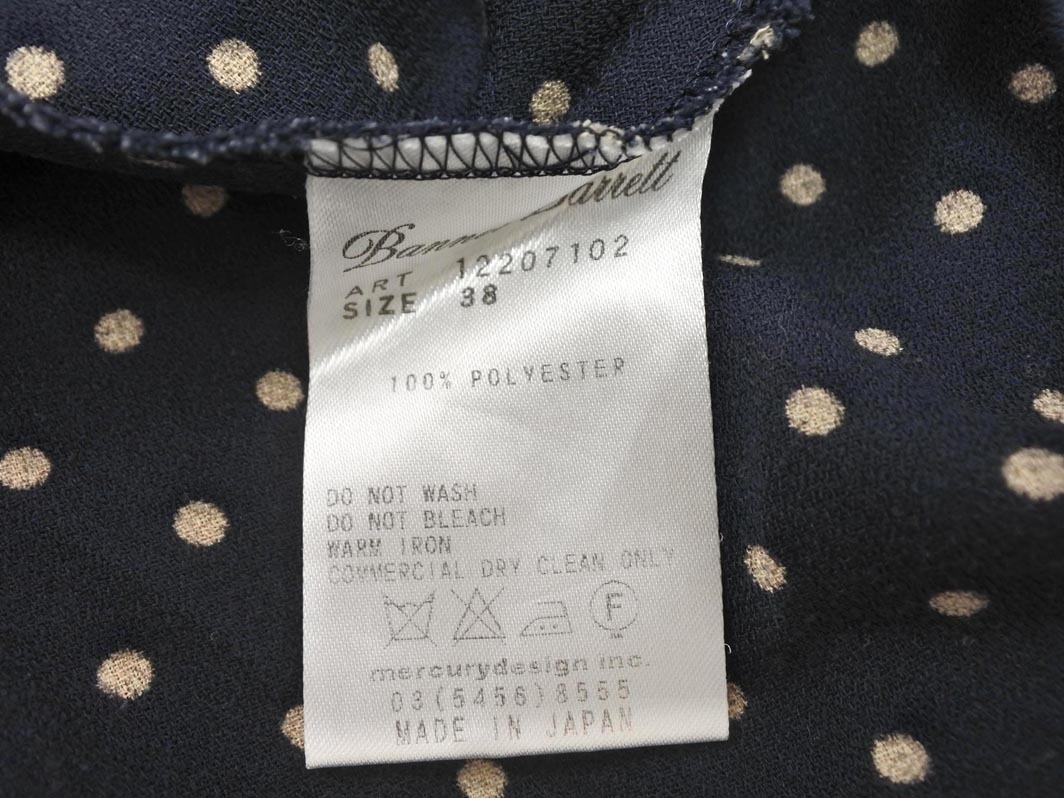 ART 12207102
SIZE 38
100% POLYESTER
DO NOT WASH
DO NOT BLEACH
WARM IRON
COMMERCIAL DRY CLEAN ONLY
F
mercurydesign inc.
03(5456)8555
MADE IN JAPAN